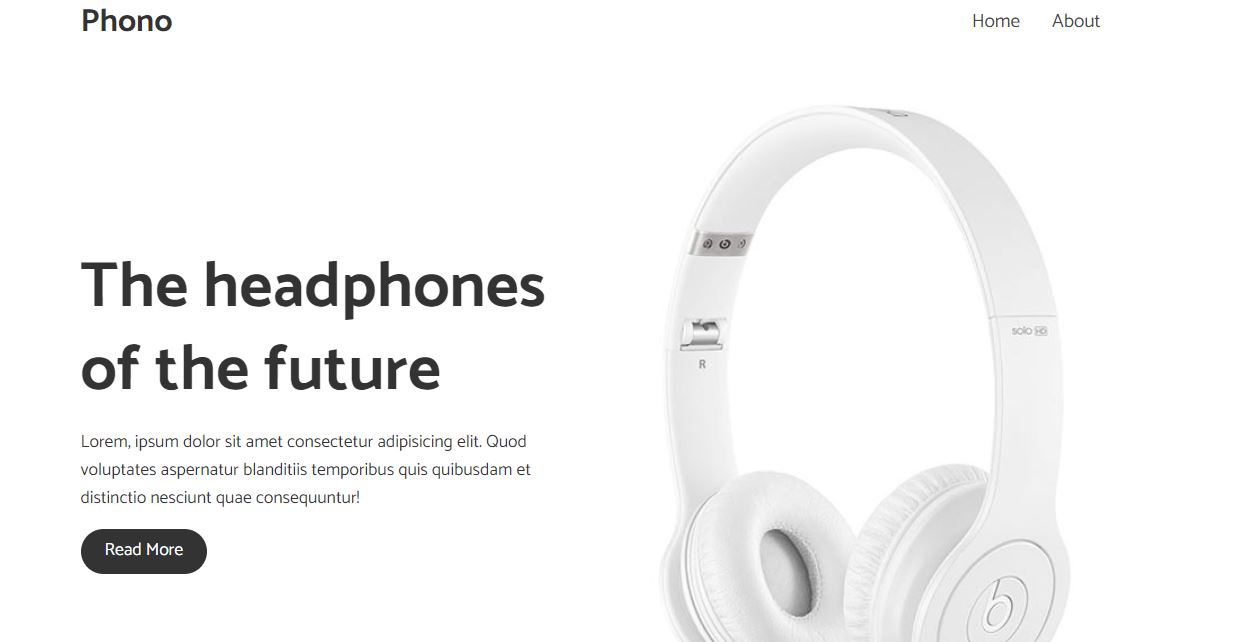 Phono
Home About
The headphones
of the future
Lorem, ipsum dolor sit amet consectetur adipisicing elit. Quod
voluptates aspernatur blanditiis temporibus quis quibusdam et
distinctio nesciunt quae consequuntur!
Read More
solo HD
R
b